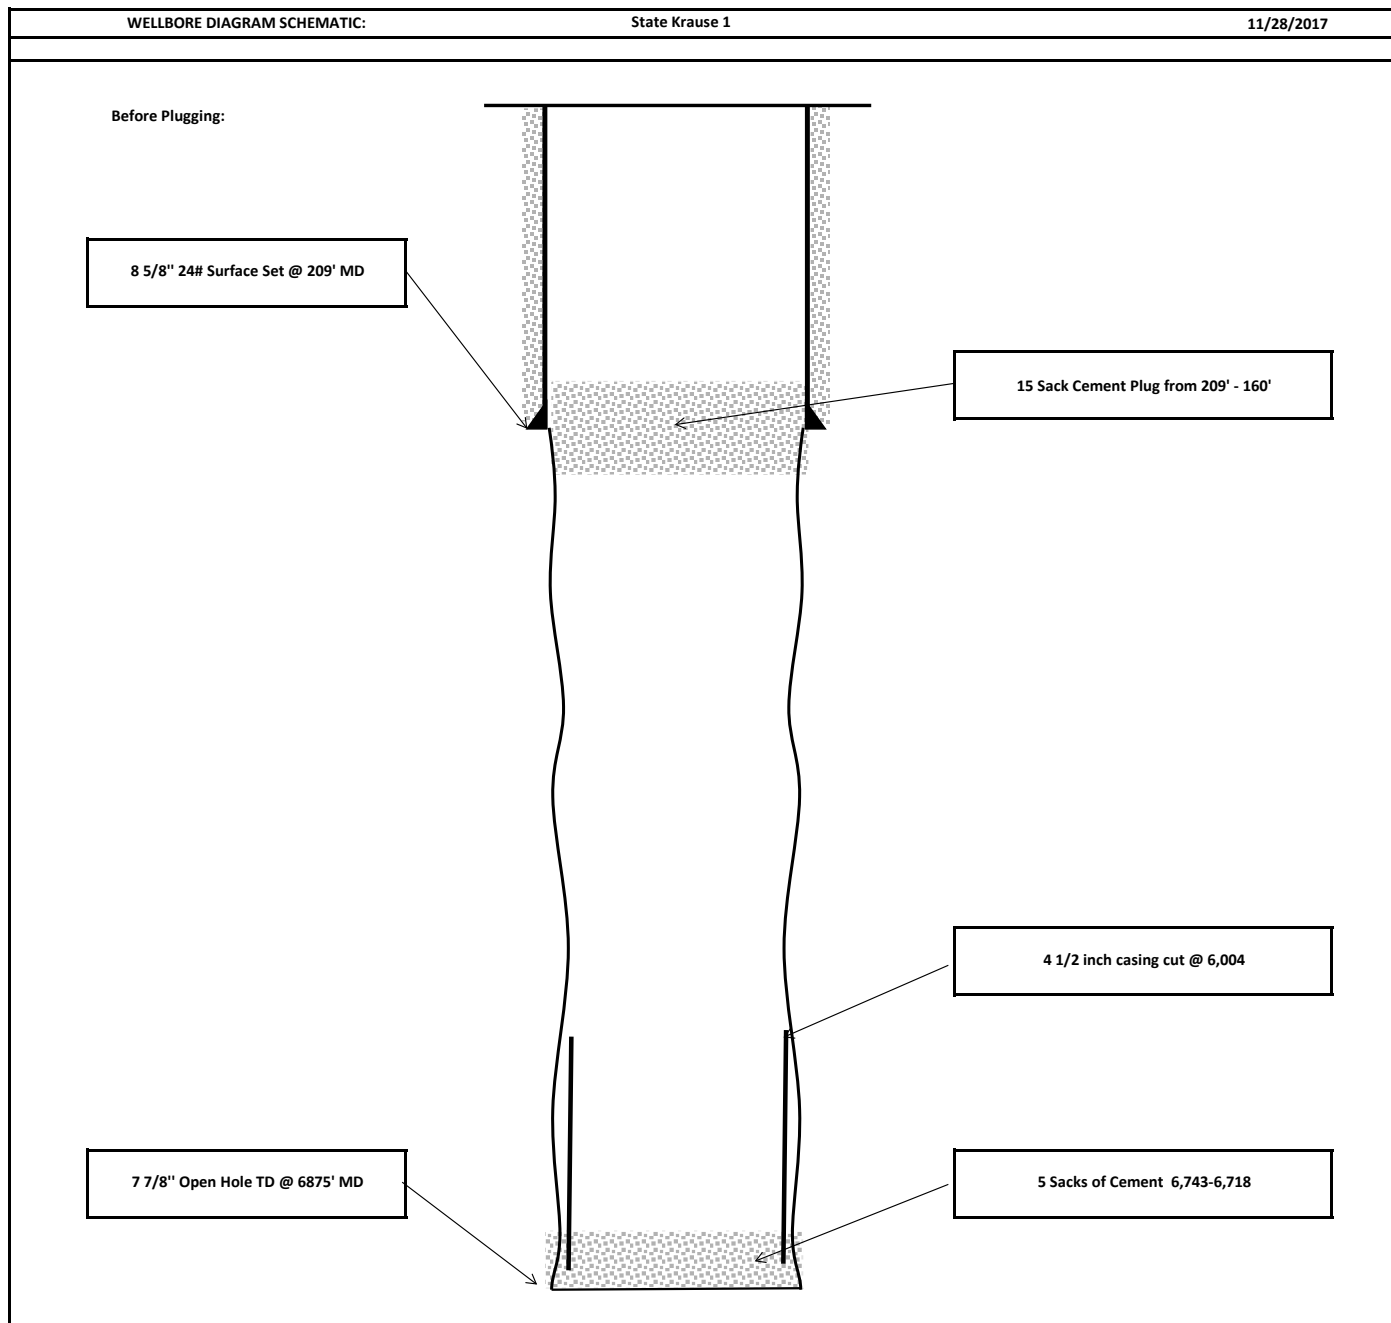 WELLBORE DIAGRAM SCHEMATIC: State Krause 1 11/28/2017
Before Plugging:
8 5/8'' 24# Surface Set @ 209' MD
15 Sack Cement Plug from 209' - 160'
4 1/2 inch casing cut @ 6,004
7 7/8'' Open Hole TD @ 6875' MD
5 Sacks of Cement 6,743-6,718